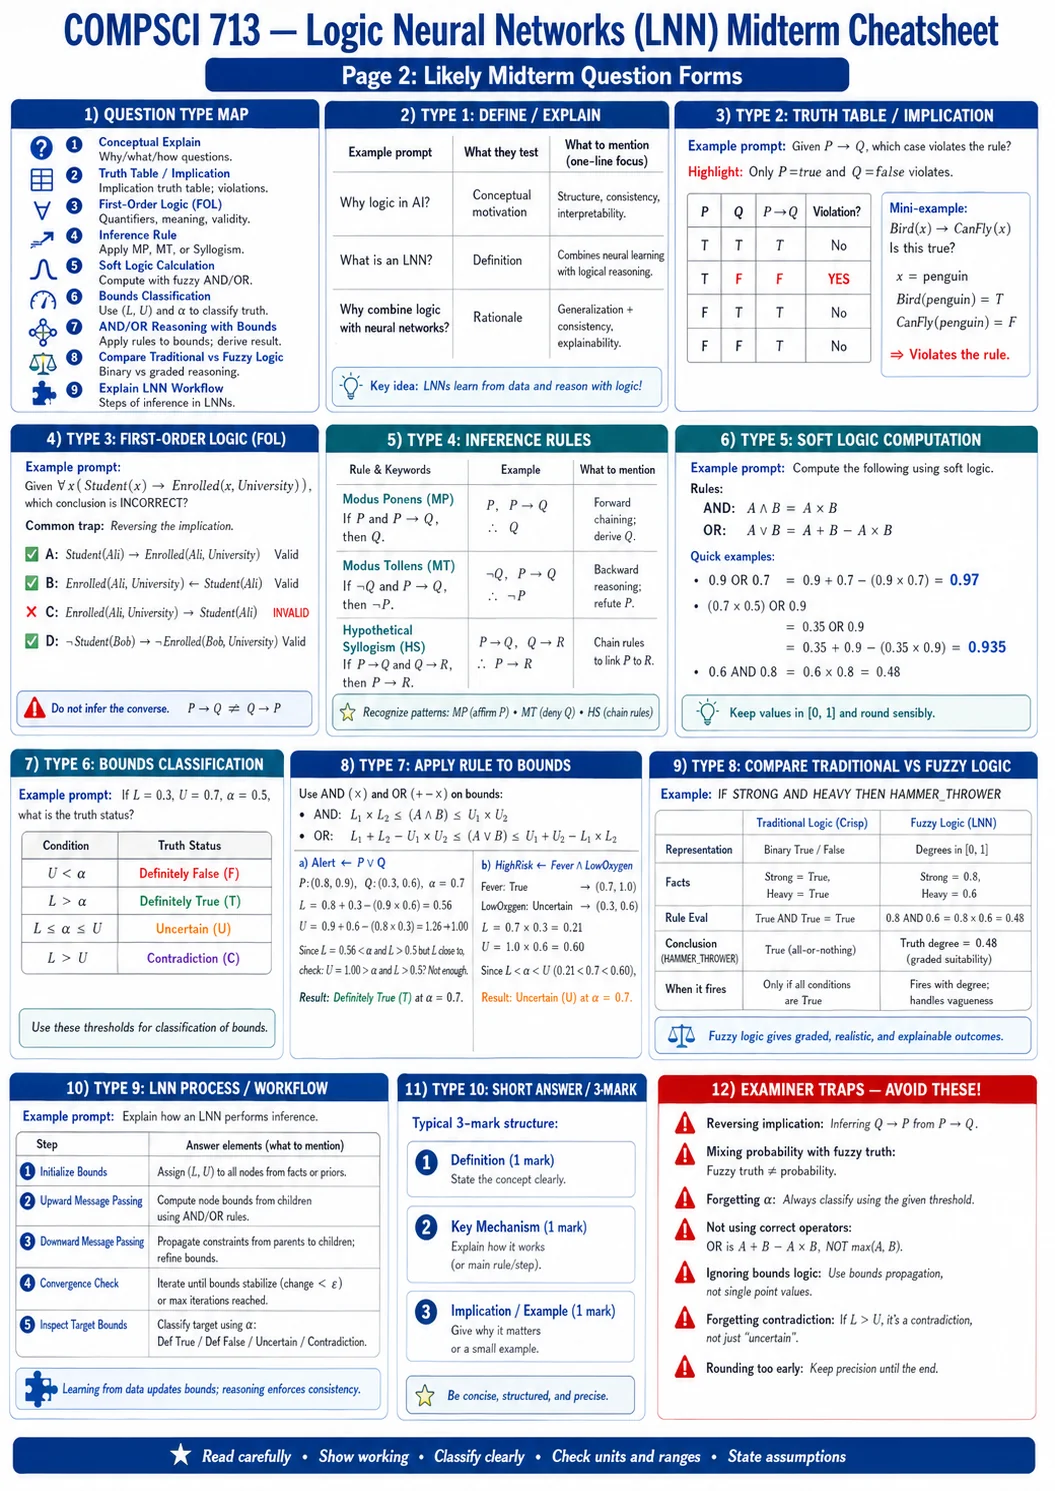 COMPSCI 713 — Logic Neural Networks (LNN) Midterm Cheatsheet
Page 2: Likely Midterm Question Forms
1) QUESTION TYPE MAP
1 Conceptual Explain
Why/what/how questions.
2 Truth Table / Implication
Implication truth table; violations.
3 First-Order Logic (FOL)
Quantifiers, meaning, validity.
4 Inference Rule
Apply MP, MT, or Syllogism.
5 Soft Logic Calculation
Compute with fuzzy AND/OR.
6 Bounds Classification
Use (L, U) and α to classify truth.
7 AND/OR Reasoning with Bounds
Apply rules to bounds; derive result.
8 Compare Traditional vs Fuzzy Logic
Binary vs graded reasoning.
9 Explain LNN Workflow
Steps of inference in LNNs.
2) TYPE 1: DEFINE / EXPLAIN
Example prompt What they test What to mention
(one-line focus)
Why logic in AI? Conceptual motivation Structure, consistency, interpretability.
What is an LNN? Definition Combines neural learning with logical reasoning.
Why combine logic with neural networks? Rationale Generalization + consistency, explainability.
Key idea: LNNs learn from data and reason with logic!
3) TYPE 2: TRUTH TABLE / IMPLICATION
Example prompt: Given P → Q, which case violates the rule?
Highlight: Only P=true and Q=false violates.
P Q P→Q Violation?
T T T No
T F F YES
F T T No
F F T No
Mini-example:
Bird(x) → CanFly(x)
Is this true?
x = penguin
Bird(penguin) = T
CanFly(penguin) = F
⇒ Violates the rule.
4) TYPE 3: FIRST-ORDER LOGIC (FOL)
Example prompt:
Given ∀x(Student(x) → Enrolled(x, University)),
which conclusion is INCORRECT?
Common trap: Reversing the implication.
✓ A: Student(Ali) → Enrolled(Ali, University) Valid
✓ B: Enrolled(Ali, University) ← Student(Ali) Valid
✗ C: Enrolled(Ali, University) → Student(Ali) INVALID
✓ D: ¬Student(Bob) → ¬Enrolled(Bob, University) Valid
Do not infer the converse. P → Q ≠ Q → P
5) TYPE 4: INFERENCE RULES
Rule & Keywords Example What to mention
Modus Ponens (MP)
If P and P → Q,
then Q.
P, P → Q
∴ Q
Forward
chaining;
derive Q.
Modus Tollens (MT)
If ¬Q and P → Q,
then ¬P.
¬Q, P → Q
∴ ¬P
Backward
reasoning;
refute P.
Hypothetical
Syllogism (HS)
If P→Q and Q→R,
then P → R.
P→Q, Q→R
∴ P → R
Chain rules
to link P to R.
Recognize patterns: MP (affirm P) • MT (deny Q) • HS (chain rules)
6) TYPE 5: SOFT LOGIC COMPUTATION
Example prompt: Compute the following using soft logic.
Rules:
AND: A ∧ B = A × B
OR: A ∨ B = A + B − A × B
Quick examples:
• 0.9 OR 0.7 = 0.9 + 0.7 − (0.9 × 0.7) = 0.97
• (0.7 × 0.5) OR 0.9
= 0.35 OR 0.9
= 0.35 + 0.9 − (0.35 × 0.9) = 0.935
• 0.6 AND 0.8 = 0.6 × 0.8 = 0.48
Keep values in [0, 1] and round sensibly.
7) TYPE 6: BOUNDS CLASSIFICATION
Example prompt: If L = 0.3, U = 0.7, α = 0.5,
what is the truth status?
Condition Truth Status
U < α Definitely False (F)
L > α Definitely True (T)
L ≤ α ≤ U Uncertain (U)
L > U Contradiction (C)
Use these thresholds for classification of bounds.
8) TYPE 7: APPLY RULE TO BOUNDS
Use AND (×) and OR (+−×) on bounds:
• AND: L₁ × L₂ ≤ (A ∧ B) ≤ U₁ × U₂
• OR: L₁ + L₂ − U₁ × U₂ ≤ (A ∨ B) ≤ U₁ + U₂ − L₁ × L₂
a) Alert ← P ∨ Q
P:(0.8, 0.9), Q:(0.3, 0.6), α = 0.7
L = 0.8 + 0.3 − (0.9 × 0.6) = 0.56
U = 0.9 + 0.6 − (0.8 × 0.3) = 1.26→1.00
Since L = 0.56 < α and L > 0.5 but L close to,
check: U = 1.00 > α and L > 0.5? Not enough.
Result: Definitely True (T) at α = 0.7.
b) HighRisk ← Fever ∧ LowOxygen
Fever: True → (0.7, 1.0)
LowOxggen: Uncertain → (0.3, 0.6)
L = 0.7 × 0.3 = 0.21
U = 1.0 × 0.6 = 0.60
Since L < α < U (0.21 < 0.7 < 0.60),
Result: Uncertain (U) at α = 0.7.
9) TYPE 8: COMPARE TRADITIONAL VS FUZZY LOGIC
Example: IF STRONG AND HEAVY THEN HAMMER_THROWER
Traditional Logic (Crisp) Fuzzy Logic (LNN)
Representation Binary True / False Degrees in [0, 1]
Facts Strong = True, Heavy = True Strong = 0.8, Heavy = 0.6
Rule Eval True AND True = True 0.8 AND 0.6 = 0.8 × 0.6 = 0.48
Conclusion (HAMMER_THROWER) True (all-or-nothing) Truth degree = 0.48 (graded suitability)
When it fires Only if all conditions are True Fires with degree; handles vagueness
Fuzzy logic gives graded, realistic, and explainable outcomes.
10) TYPE 9: LNN PROCESS / WORKFLOW
Example prompt: Explain how an LNN performs inference.
Step Answer elements (what to mention)
1 Initialize Bounds Assign (L, U) to all nodes from facts or priors.
2 Upward Message Passing Compute node bounds from children
using AND/OR rules.
3 Downward Message Passing Propagate constraints from parents to children;
refine bounds.
4 Convergence Check Iterate until bounds stabilize (change < ε)
or max iterations reached.
5 Inspect Target Bounds Classify target using α:
Def True / Def False / Uncertain / Contradiction.
Learning from data updates bounds; reasoning enforces consistency.
11) TYPE 10: SHORT ANSWER / 3-MARK
Typical 3-mark structure:
1 Definition (1 mark)
State the concept clearly.
2 Key Mechanism (1 mark)
Explain how it works
(or main rule/step).
3 Implication / Example (1 mark)
Give why it matters
or a small example.
Be concise, structured, and precise.
12) EXAMINER TRAPS — AVOID THESE!
Reversing implication: Inferring Q → P from P → Q.
Mixing probability with fuzzy truth:
Fuzzy truth ≠ probability.
Forgetting α: Always classify using the given threshold.
Not using correct operators:
OR is A + B − A × B, NOT max(A, B).
Ignoring bounds logic: Use bounds propagation,
not single point values.
Forgetting contradiction: If L > U, it's a contradiction,
not just "uncertain".
Rounding too early: Keep precision until the end.
Read carefully • Show working • Classify clearly • Check units and ranges • State assumptions